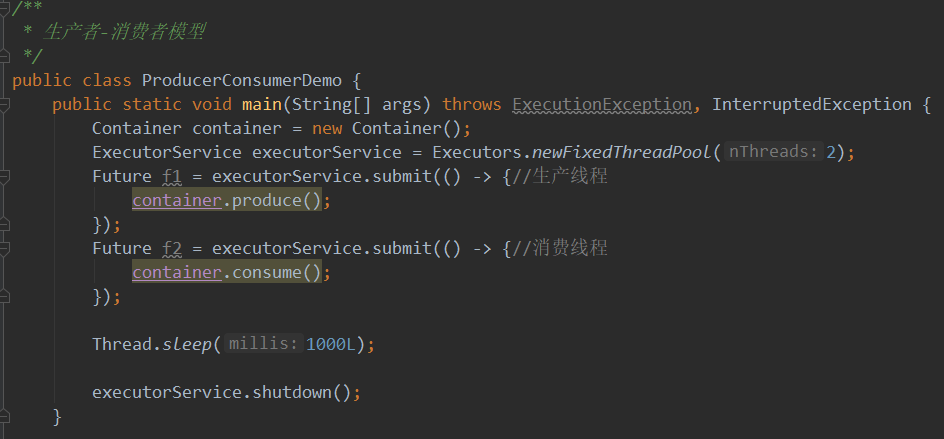 /**
 * 生产者-消费者模型
 */
public class ProducerConsumerDemo {
    public static void main(String[] args) throws ExecutionException, InterruptedException {
        Container container = new Container();
        ExecutorService executorService = Executors.newFixedThreadPool( nThreads: 2);
        Future f1 = executorService.submit(() -> {//生产线程
            container.produce();
        });
        Future f2 = executorService.submit(() -> {//消费线程
            container.consume();
        });

        Thread.sleep( millis: 1000L);

        executorService.shutdown();
    }